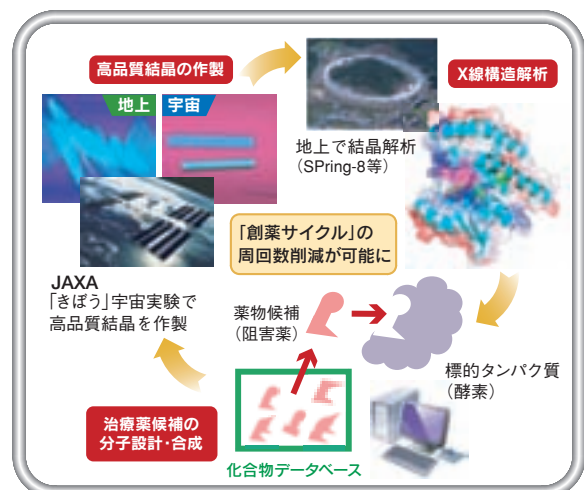 高品質結晶の作製
地上
宇宙
X線構造解析
地上で結晶解析
（SPring-8等）
「創薬サイクル」の
周回数削減が可能に
JAXA
「きぼう」宇宙実験で
高品質結晶を作製
薬物候補
（阻害薬）
標的タンパク質
（酵素）
治療薬候補の
分子設計・合成
化合物データベース